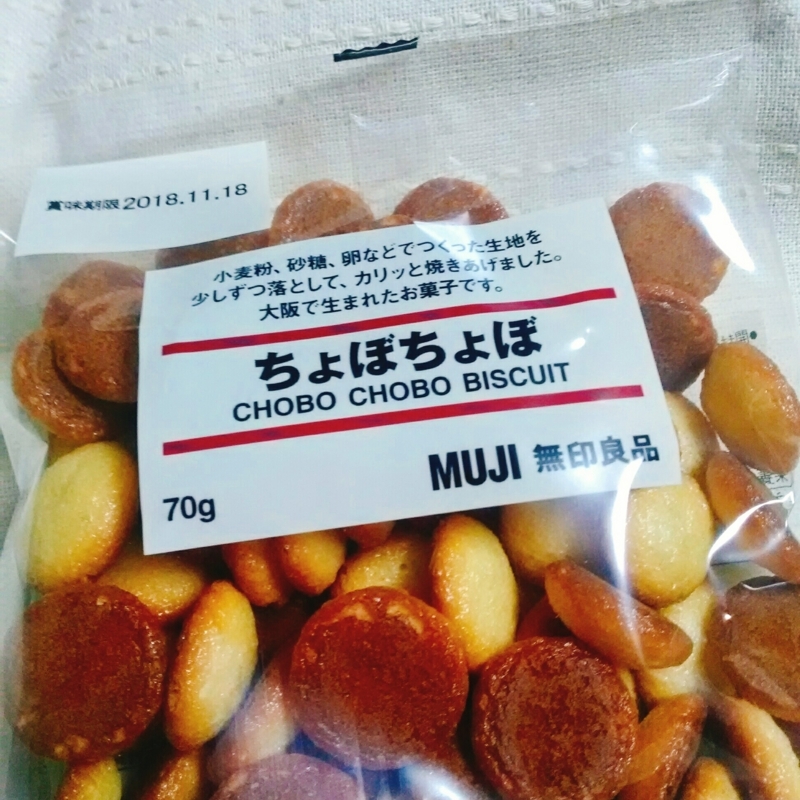 賞味期限 2018.11.18
小麦粉、砂糖、卵などでつくった生地を
少しずつ落として、カリッと焼きあげました。
大阪で生まれたお菓子です。
ちょぼちょぼ
CHOBO CHOBO BISCUIT
MUJI 無印良品
70g